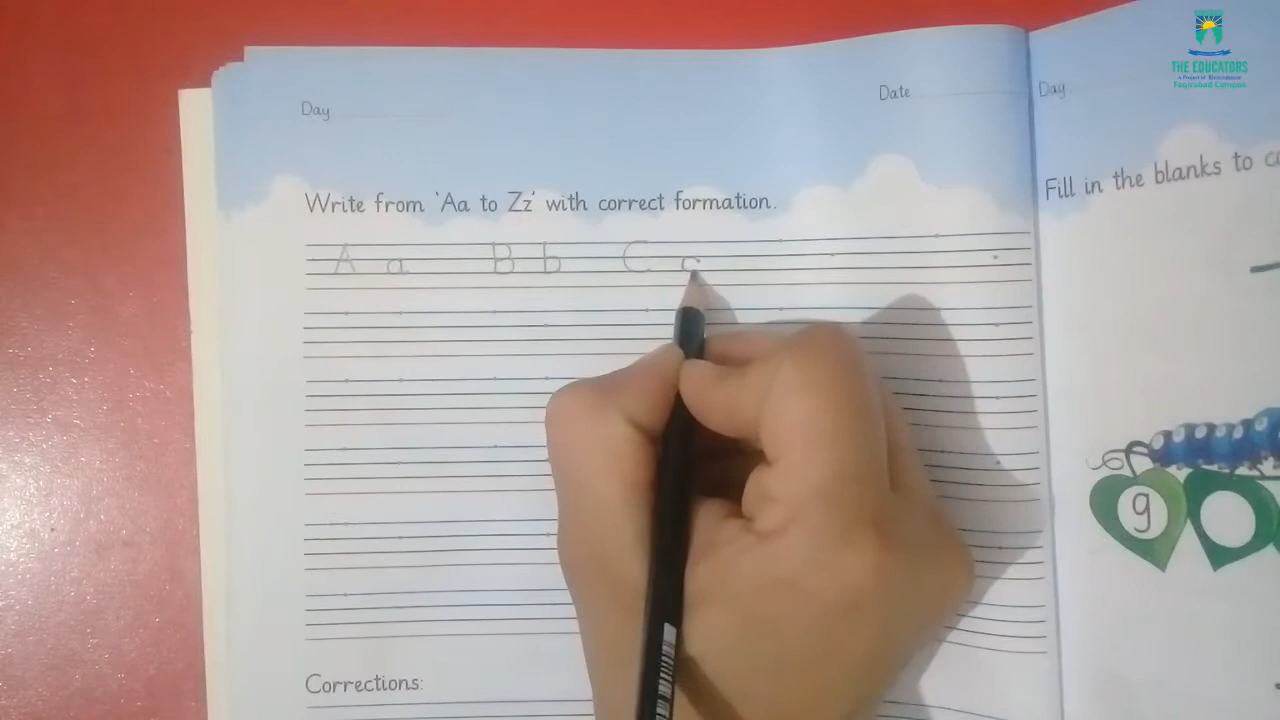 THE EDUCATORS
Faqirabad Campus
Day
Date
Day
Write from 'Aa to Zz' with correct formation.
Fill in the blanks to
A a B b C c
g
Corrections: